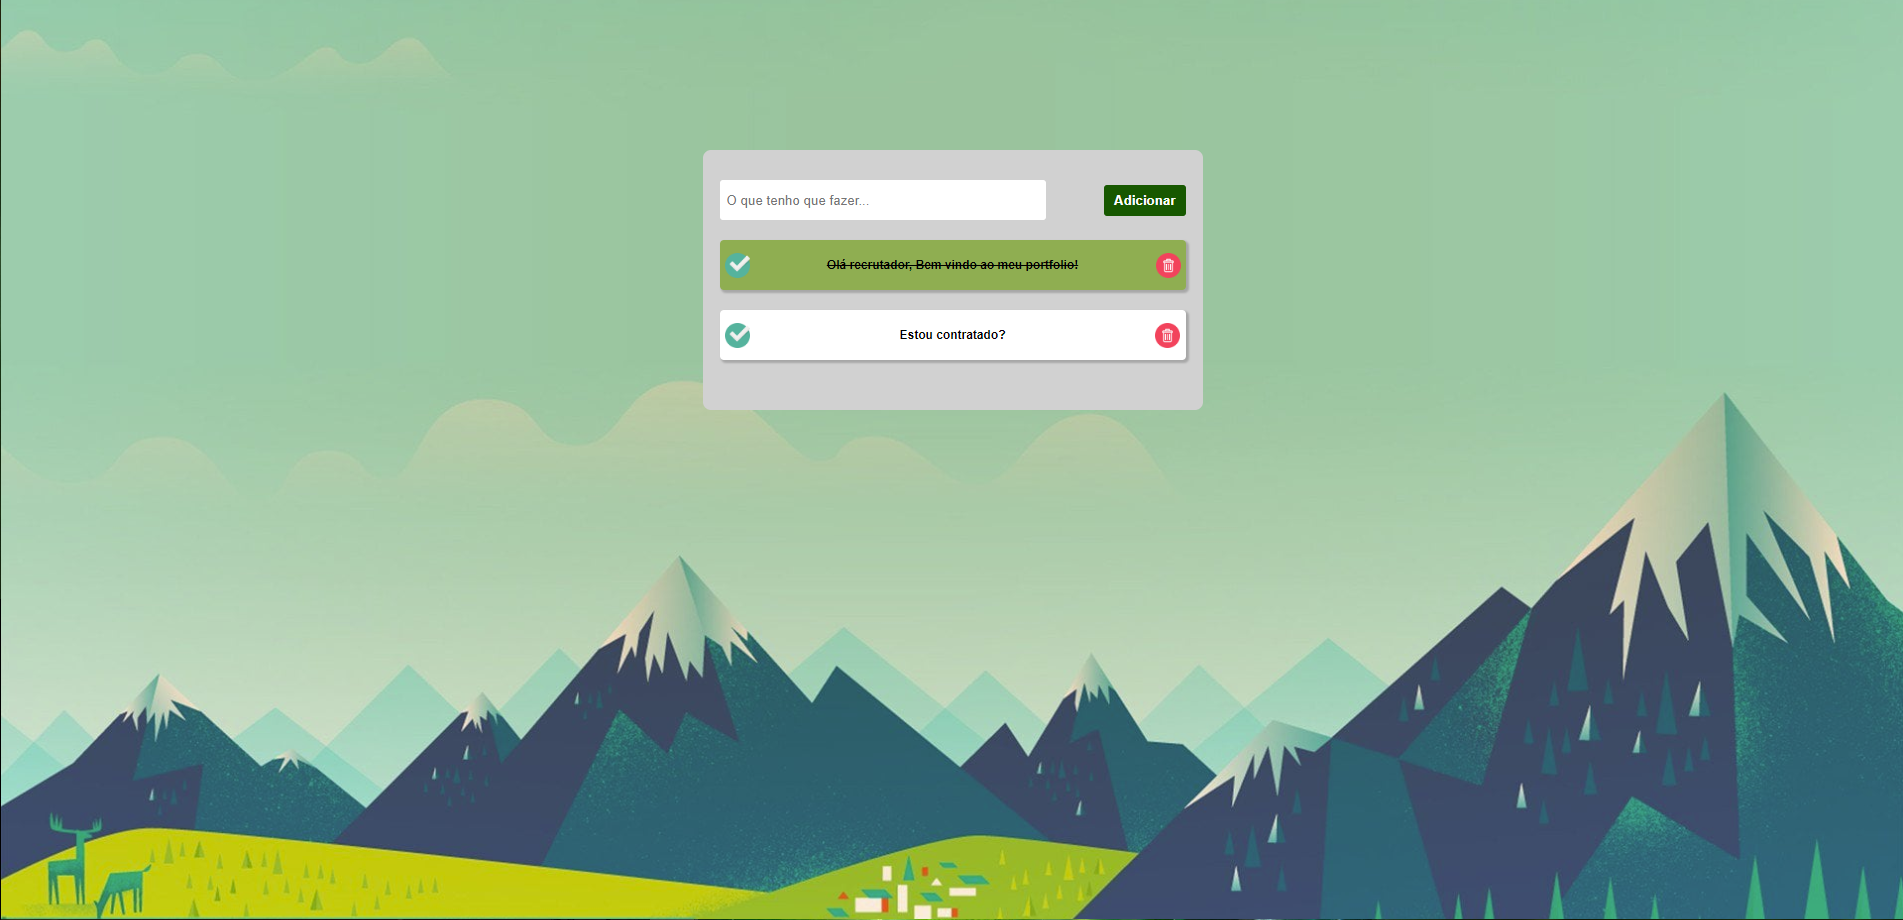 O que tenho que fazer...
Adicionar
Olá recrutador, Bem vindo ao meu portfolio!
Estou contratado?